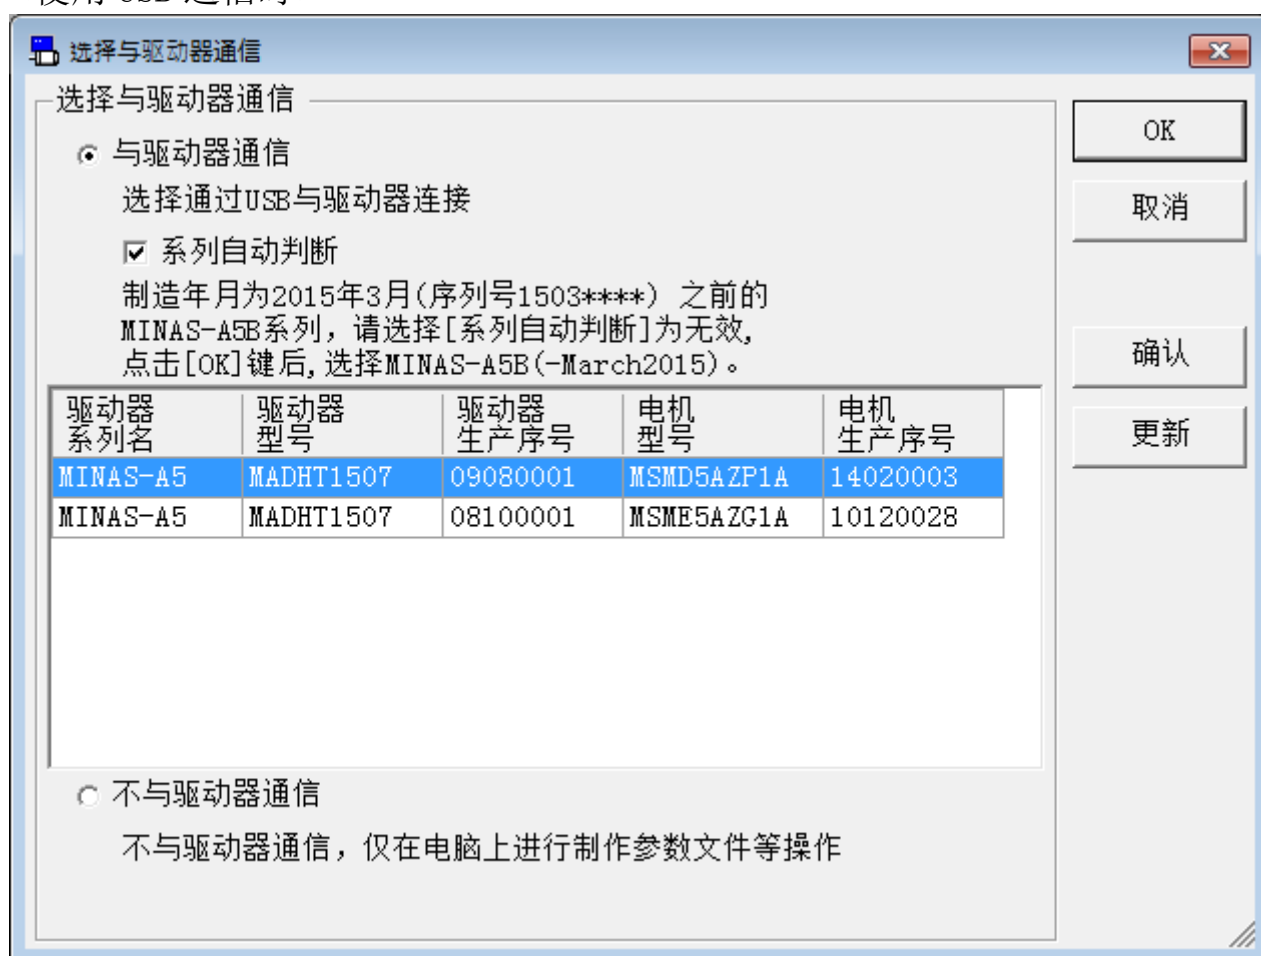 选择与驱动器通信
选择与驱动器通信
与驱动器通信
选择通过USB与驱动器连接
系列自动判断
制造年月为2015年3月(序列号1503****) 之前的
MINAS-A5B系列, 请选择[系列自动判断]为无效,
点击[OK]键后,选择MINAS-A5B(-March2015)。
驱动器系列名 驱动器型号 驱动器生产序号 电机型号 电机生产序号
MINAS-A5 MADHT1507 09080001 MSMD5AZP1A 14020003
MINAS-A5 MADHT1507 08100001 MSME5AZG1A 10120028
不与驱动器通信
不与驱动器通信, 仅在电脑上进行制作参数文件等操作
OK
取消
确认
更新